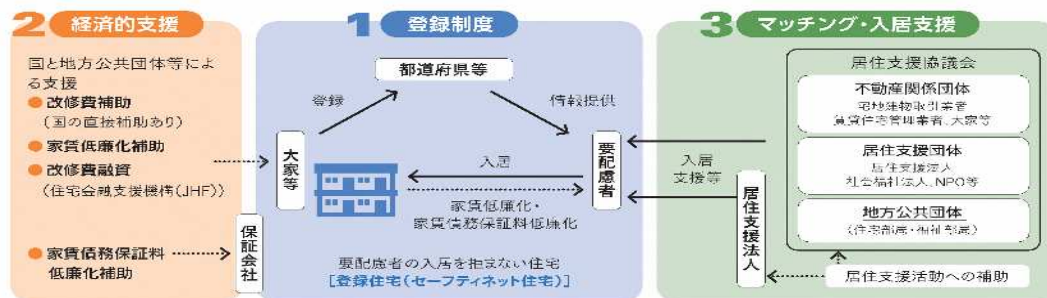 2 経済的支援
国と地方公共団体等によ
る支援
● 改修費補助
(国の直接補助あり)
● 家賃低廉化補助
● 改修費融資
(住宅金融支援機構(JHF))
● 家賃債務保証料
低廉化補助
保証会社
1 登録制度
都道府県等
登録
情報提供
大家等
要配慮者
入居
家賃低廉化・
家賃債務保証料低廉化
要配慮者の入居を拒まない住宅
[登録住宅(セーフティネット住宅)]
3 マッチング・入居支援
入居
支援等
居住支援法人
居住支援協議会
不動産関係団体
宅地建物取引業者
賃貸住宅管理業者、大家等
居住支援団体
居住支援法人
社会福祉法人、NPO等
地方公共団体
(住宅部局・福祉部局)
居住支援活動への補助